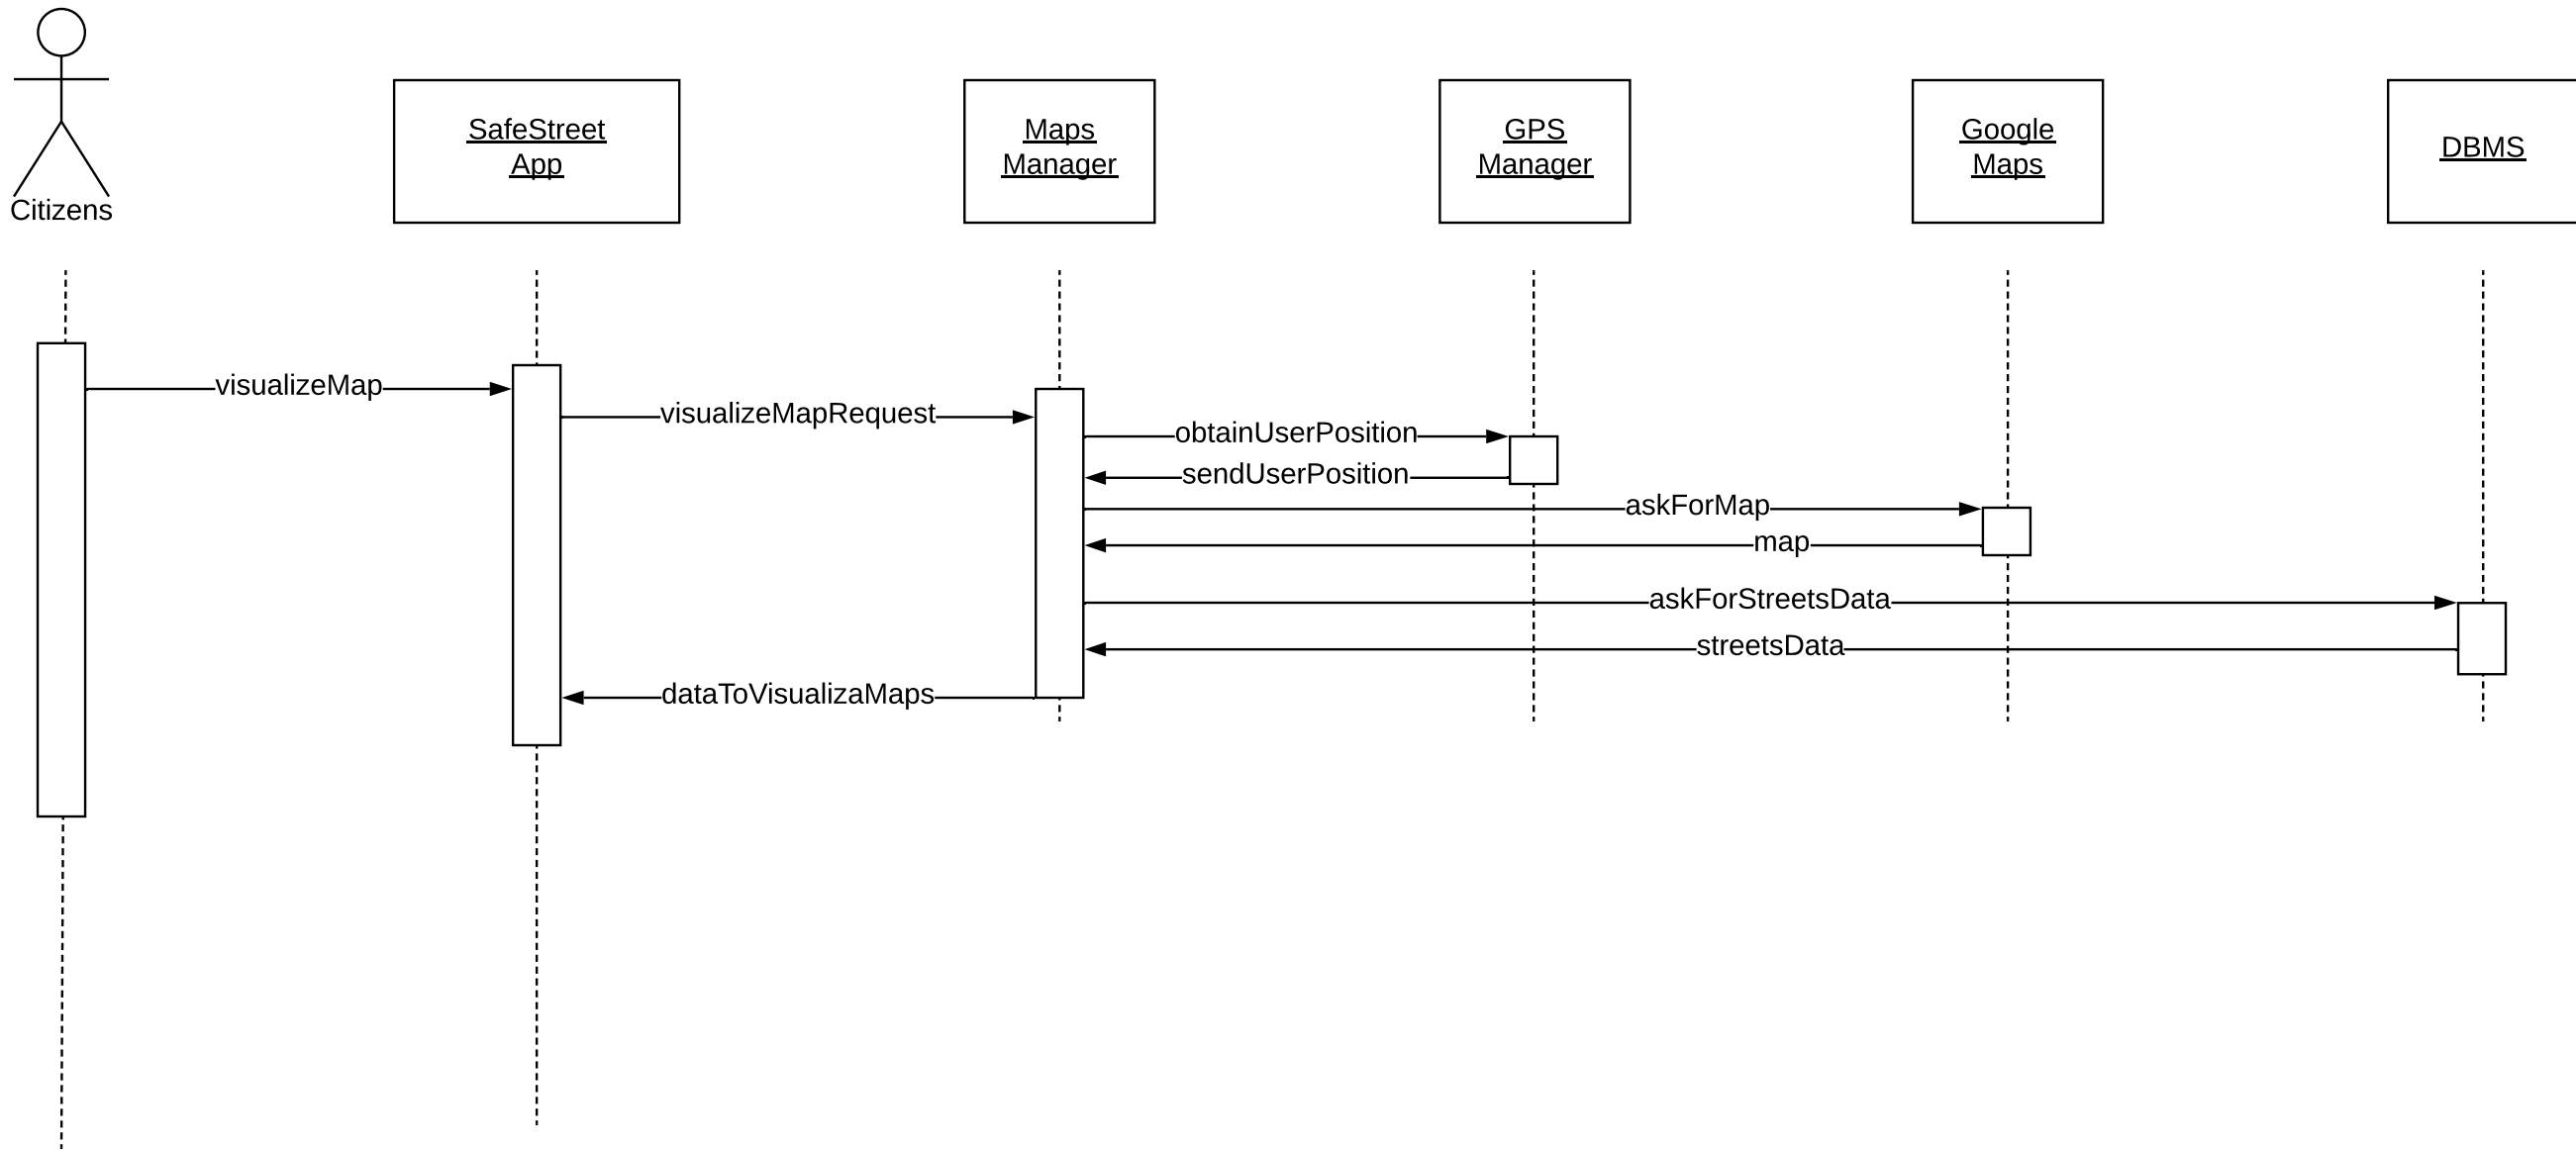 Citizens
SafeStreet
App
Maps
Manager
GPS
Manager
Google
Maps
DBMS
visualizeMap
visualizeMapRequest
obtainUserPosition
sendUserPosition
askForMap
map
askForStreetsData
streetsData
dataToVisualizaMaps